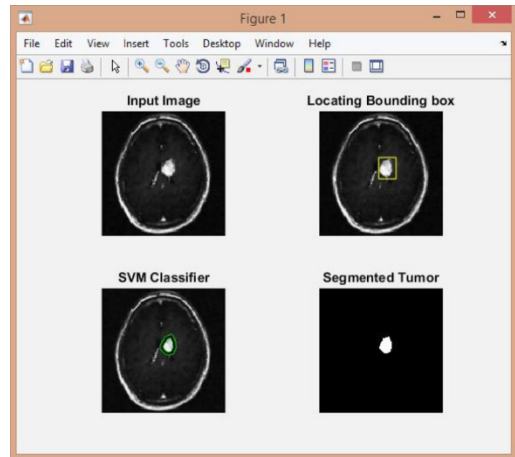 Figure 1
File Edit View Insert Tools Desktop Window Help
Input Image
Locating Bounding box
SVM Classifier
Segmented Tumor